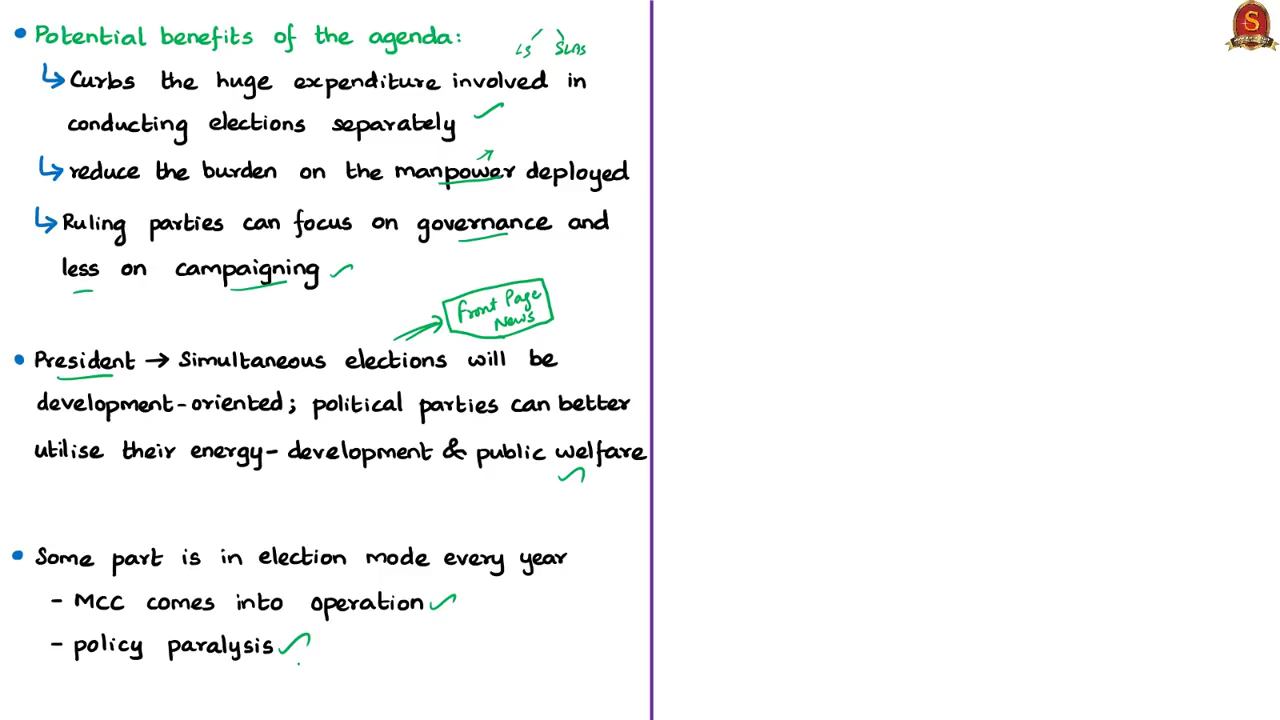 Potential benefits of the agenda:
LS SLAs
Curbs the huge expenditure involved in
conducting elections separately
reduce the burden on the manpower deployed
Ruling parties can focus on governance and
less on campaigning
Front Page
News
President → Simultaneous elections will be
development-oriented; political parties can better
utilise their energy - development & public welfare
Some part is in election mode every year
- MCC comes into operation
- policy paralysis
S